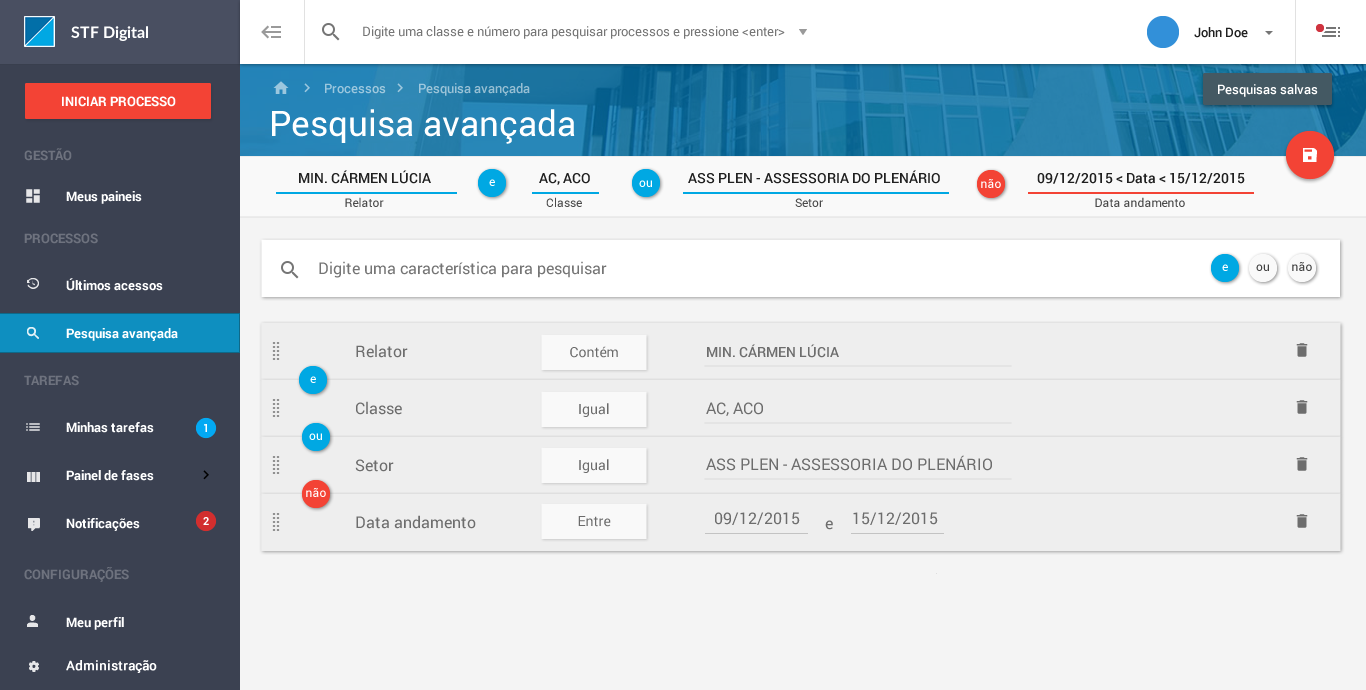 STF Digital
Digite uma classe e número para pesquisar processos e pressione <enter>
John Doe
INICIAR PROCESSO
GESTÃO
Meus paineis
PROCESSOS
Últimos acessos
Pesquisa avançada
TAREFAS
Minhas tarefas 1
Painel de fases
Notificações 2
CONFIGURAÇÕES
Meu perfil
Administração
Processos Pesquisa avançada
Pesquisas salvas
Pesquisa avançada
MIN. CÁRMEN LÚCIA e AC, ACO ou ASS PLEN - ASSESSORIA DO PLENÁRIO não 09/12/2015 < Data < 15/12/2015
Relator Classe Setor Data andamento
Digite uma característica para pesquisar e ou não
Relator Contém MIN. CÁRMEN LÚCIA
e
Classe Igual AC, ACO
ou
Setor Igual ASS PLEN - ASSESSORIA DO PLENÁRIO
não
Data andamento Entre 09/12/2015 e 15/12/2015